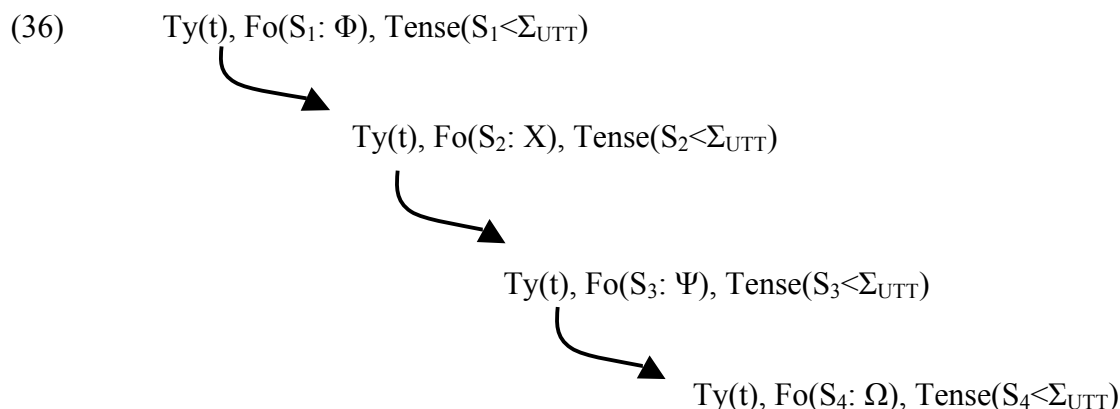 (36) Ty(t), Fo(S₁: Φ), Tense(S₁<Σ_UTT)
Ty(t), Fo(S₂: X), Tense(S₂<Σ_UTT)
Ty(t), Fo(S₃: Ψ), Tense(S₃<Σ_UTT)
Ty(t), Fo(S₄: Ω), Tense(S₄<Σ_UTT)